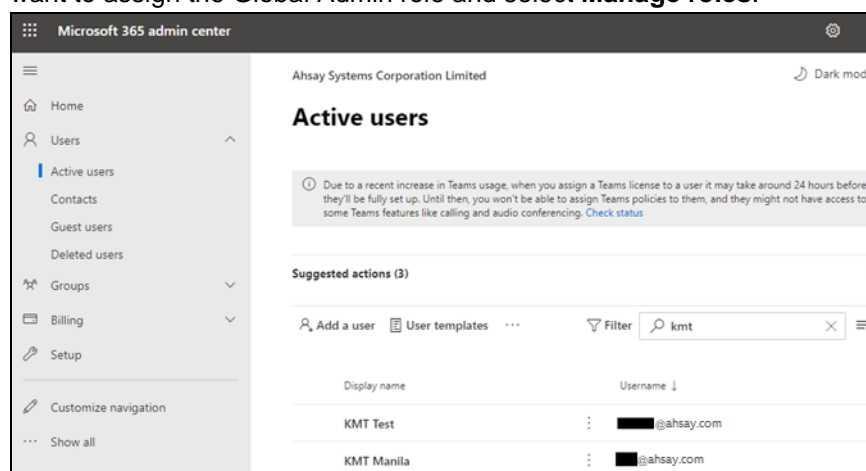 want to assign the Global Admin role and select Manage roles.
Microsoft 365 admin center
Home
Users
Active users
Contacts
Guest users
Deleted users
Groups
Billing
Setup
Customize navigation
Show all
Ahsay Systems Corporation Limited
Dark mod
Active users
Due to a recent increase in Teams usage, when you assign a Teams license to a user it may take around 24 hours before
they'll be fully set up. Until then, you won't be able to assign Teams policies to them, and they might not have access to
some Teams features like calling and audio conferencing. Check status
Suggested actions (3)
Add a user User templates ··· Filter kmt
Display name Username ↓
KMT Test @ahsay.com
KMT Manila @ahsay.com